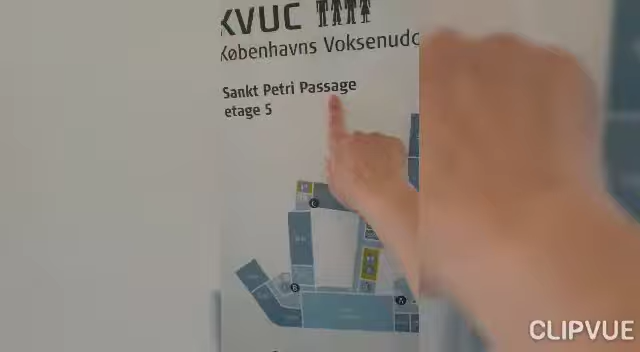 KVUC
Københavns Voksenudd
Sankt Petri Passage
etage 5
C
B
A
CLIPVUE